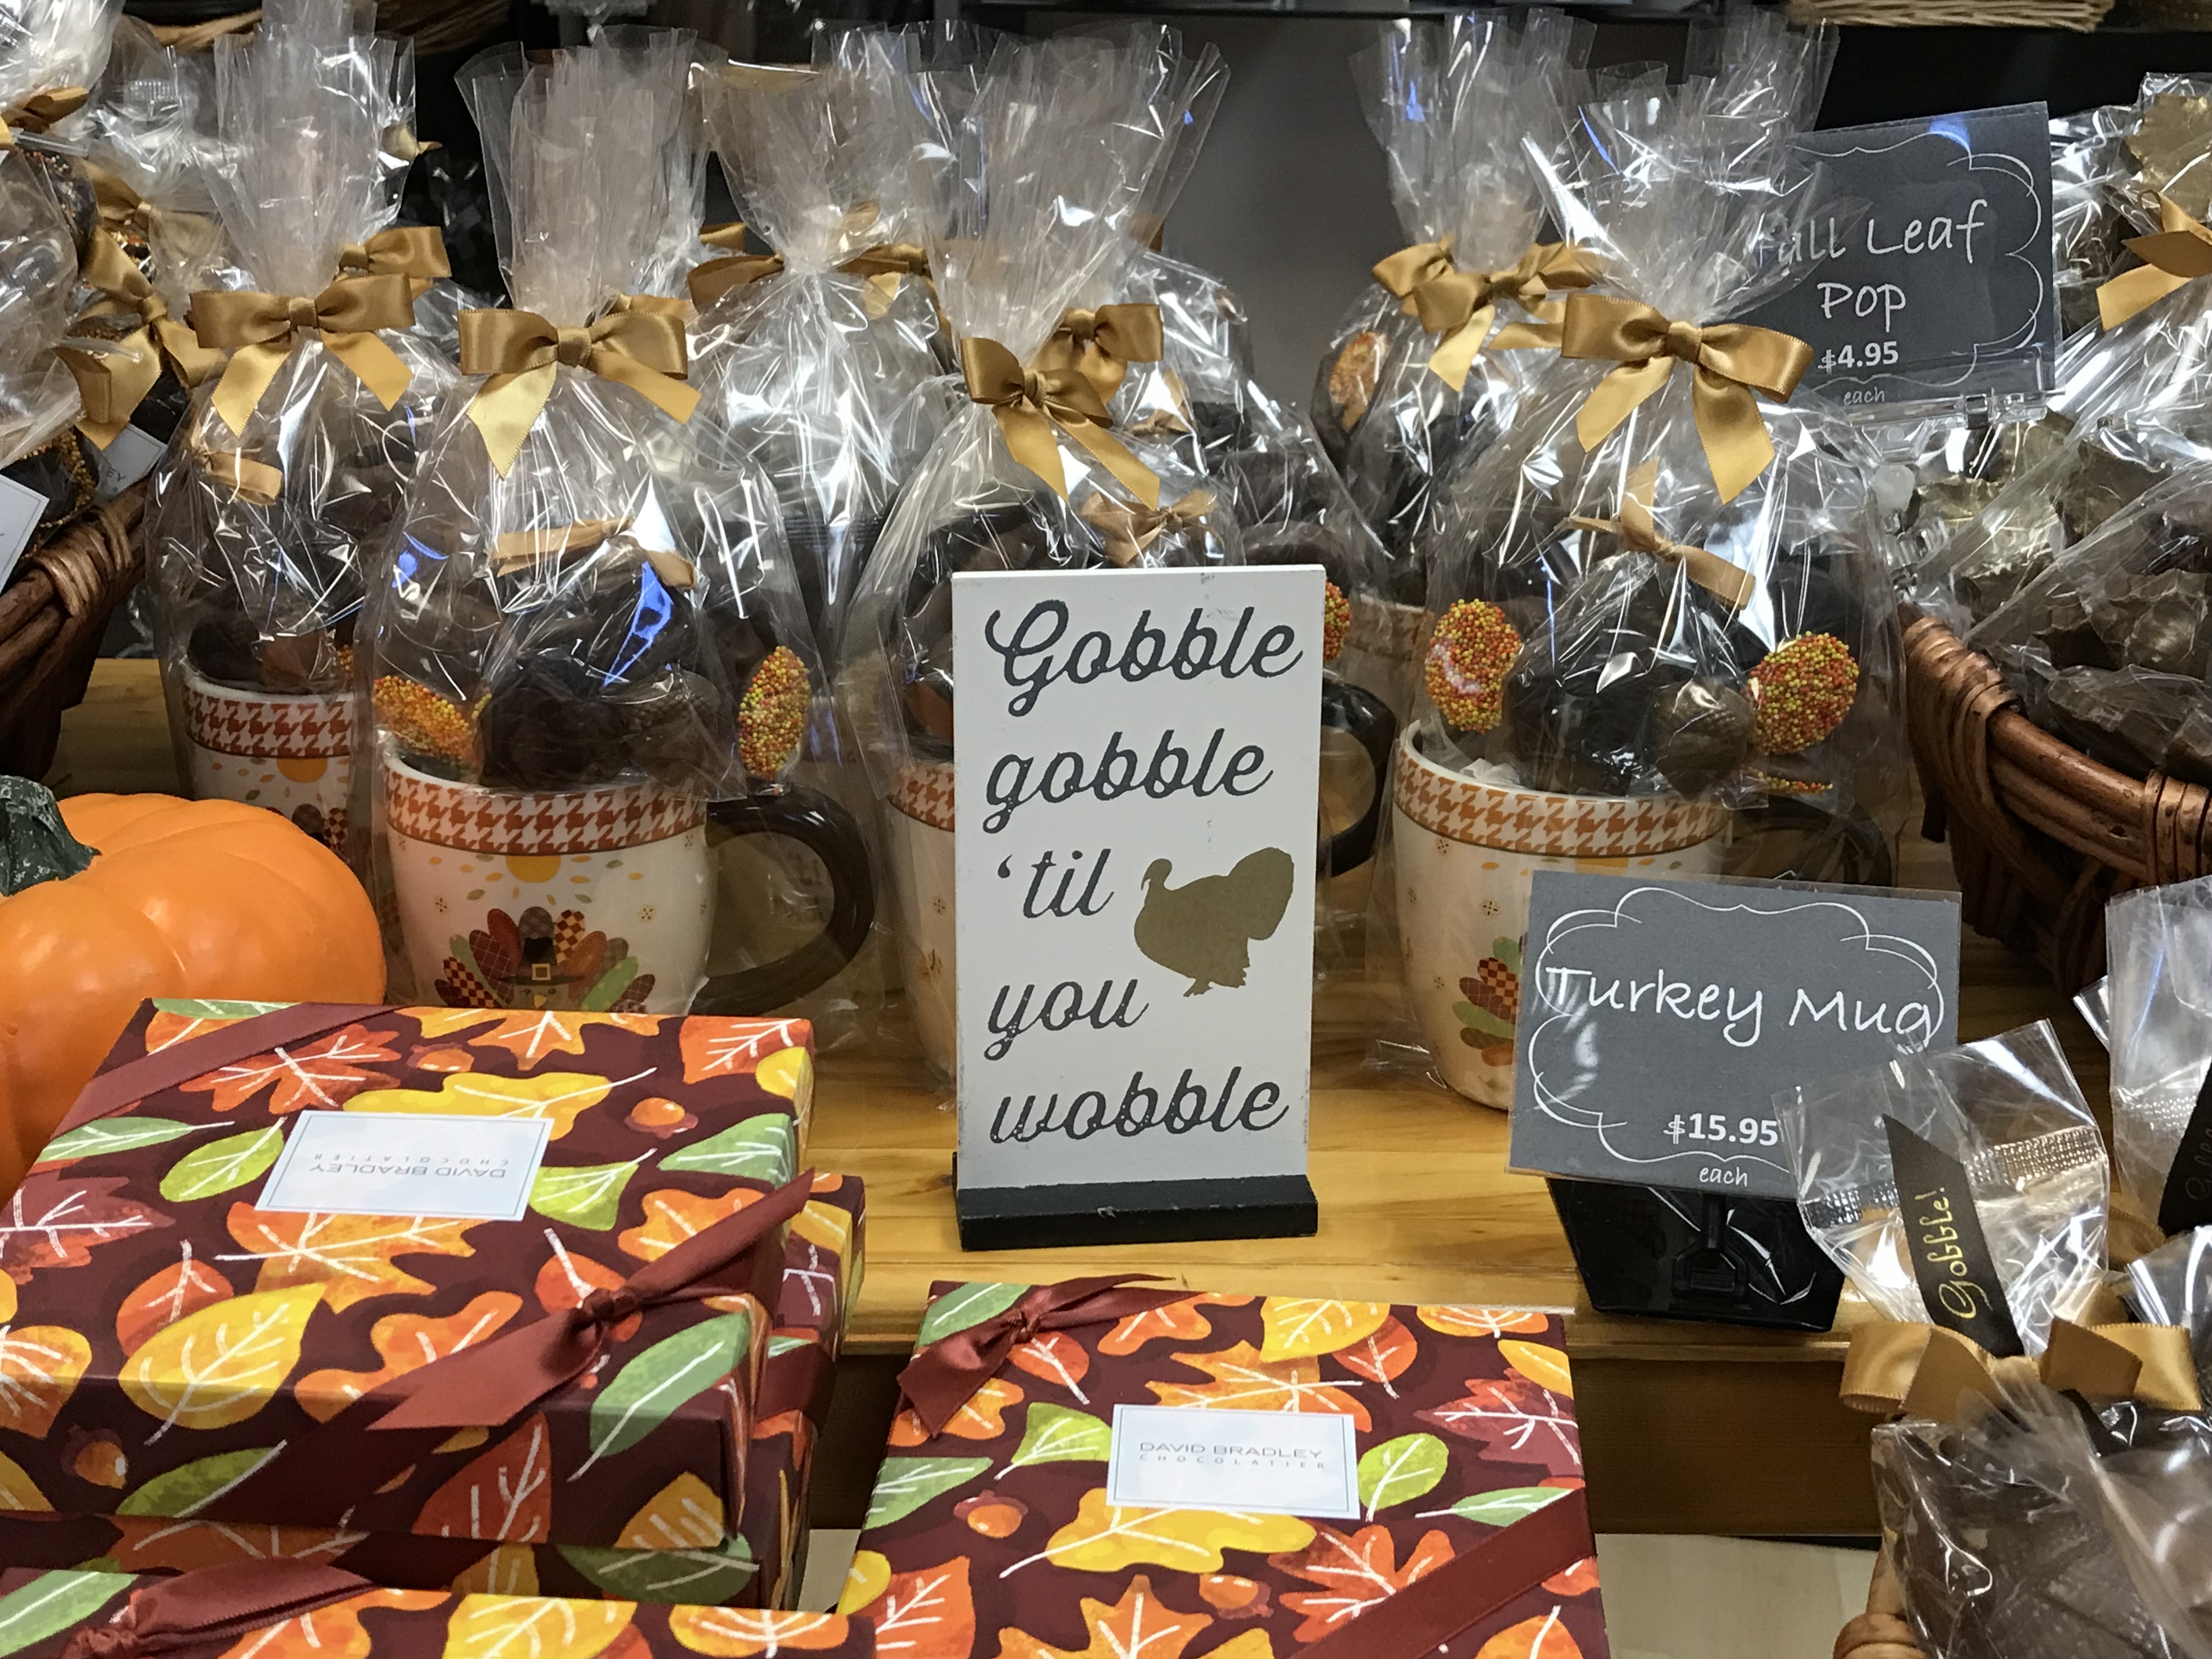 Fall Leaf
Pop
$4.95
each
Gobble
gobble
‘til
you
wobble
Turkey Mug
$15.95
each
Gobble!
DAVID BRADLEY
CHOCOLATIER
DAVID BRADLEY
CHOCOLATIER